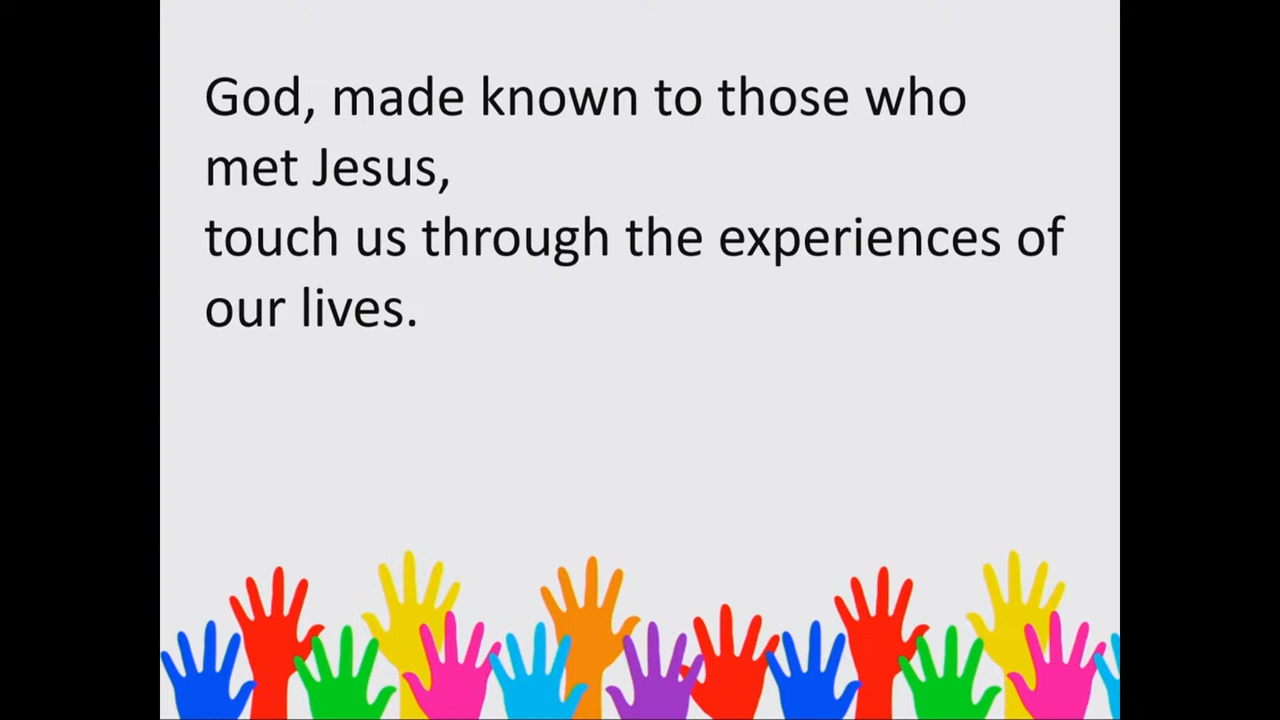 God, made known to those who
met Jesus,
touch us through the experiences of
our lives.